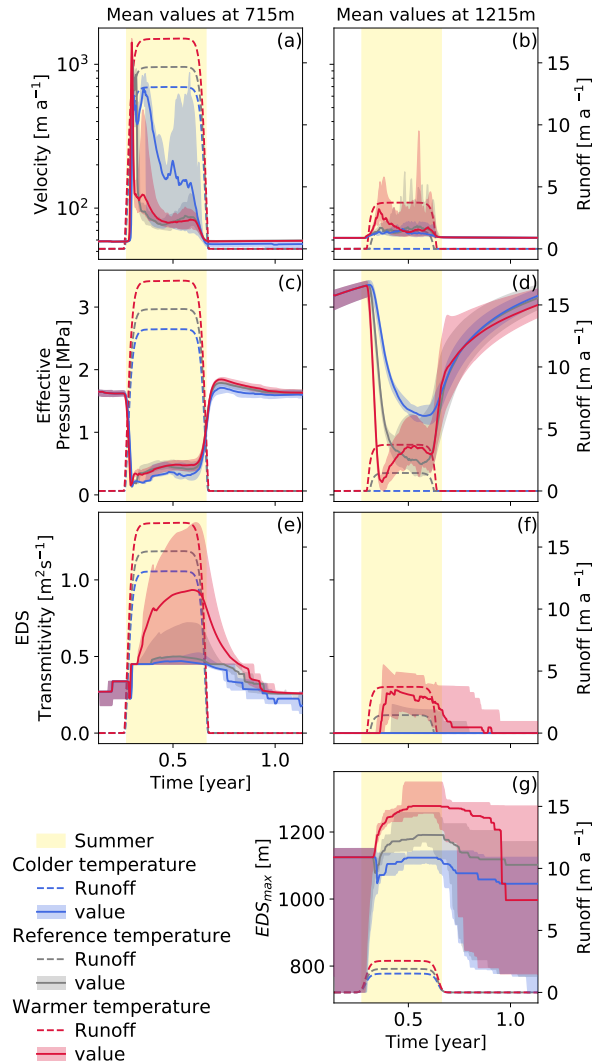 Mean values at 715m
Mean values at 1215m
(a)
(b)
10³
10²
Velocity [m a⁻¹]
15
10
5
0
Runoff [m a⁻¹]
(c)
(d)
3
2
1
0
Effective
Pressure [MPa]
15
10
5
0
Runoff [m a⁻¹]
(e)
(f)
1.0
0.5
0.0
EDS
Transmitivity [m²s⁻¹]
15
10
5
0
Runoff [m a⁻¹]
0.5
1.0
Time [year]
(g)
1200
1000
800
EDSmax [m]
15
10
5
0
Runoff [m a⁻¹]
0.5
1.0
Time [year]
Summer
Colder temperature
Runoff
value
Reference temperature
Runoff
value
Warmer temperature
Runoff
value